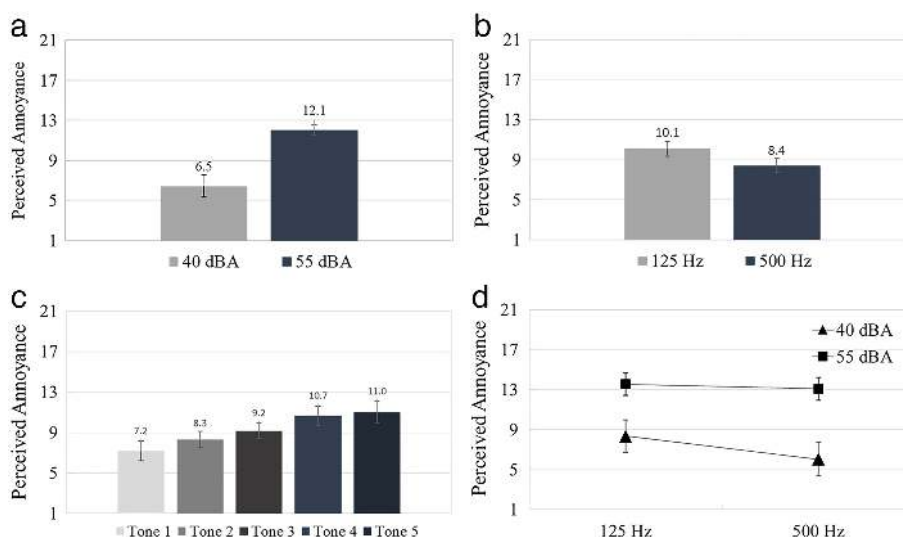 a
Perceived Annoyance
21
17
13
9
5
1
6.5
12.1
40 dBA
55 dBA
b
Perceived Annoyance
21
17
13
9
5
1
10.1
8.4
125 Hz
500 Hz
c
Perceived Annoyance
21
17
13
9
5
1
7.2
8.3
9.2
10.7
11.0
Tone 1
Tone 2
Tone 3
Tone 4
Tone 5
d
Perceived Annoyance
21
17
13
9
5
1
40 dBA
55 dBA
125 Hz
500 Hz